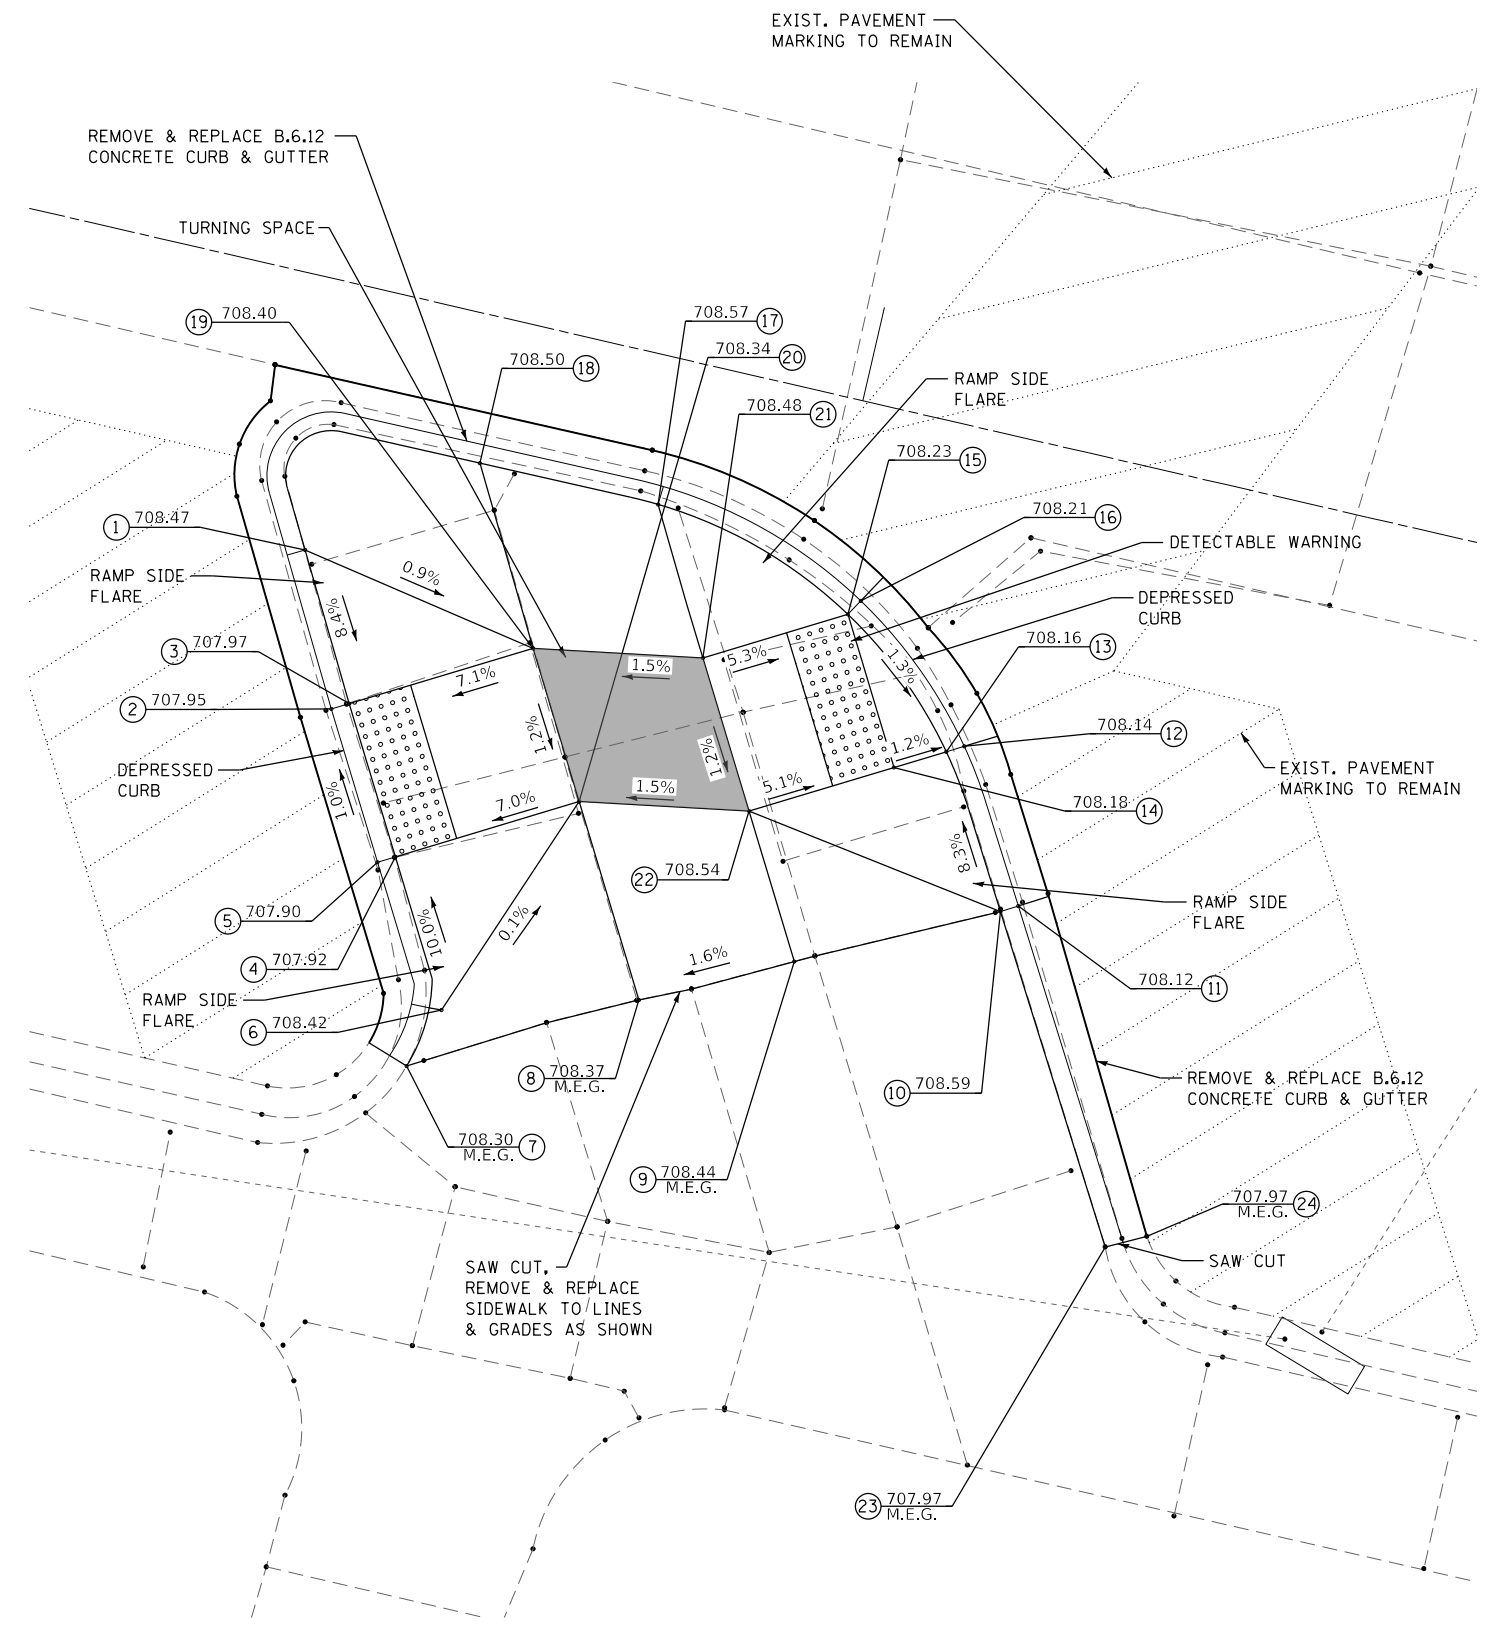 EXIST. PAVEMENT
MARKING TO REMAIN
REMOVE & REPLACE B.6.12
CONCRETE CURB & GUTTER
TURNING SPACE
19 708.40
708.57 17
708.34 20
708.50 18
RAMP SIDE
FLARE
708.48 21
708.23 15
1 708.47
708.21 16
DETECTABLE WARNING
RAMP SIDE
FLARE
0.9%
8.4%
DEPRESSED
CURB
3 707.97
708.16 13
1.5%
5.3%
1.3%
7.1%
2 707.95
708.14 12
1.2%
1.2%
1.2%
DEPRESSED
CURB
EXIST. PAVEMENT
MARKING TO REMAIN
1.0%
7.0%
1.5%
5.1%
708.18 14
8.3%
22 708.54
RAMP SIDE
FLARE
5 707.90
10.0%
0.1%
4 707.92
1.6%
708.12 11
RAMP SIDE
FLARE
6 708.42
8 708.37
M.E.G.
10 708.59
REMOVE & REPLACE B.6.12
CONCRETE CURB & GUTTER
708.30 7
M.E.G.
9 708.44
M.E.G.
707.97 24
M.E.G.
SAW CUT
SAW CUT,
REMOVE & REPLACE
SIDEWALK TO LINES
& GRADES AS SHOWN
23 707.97
M.E.G.